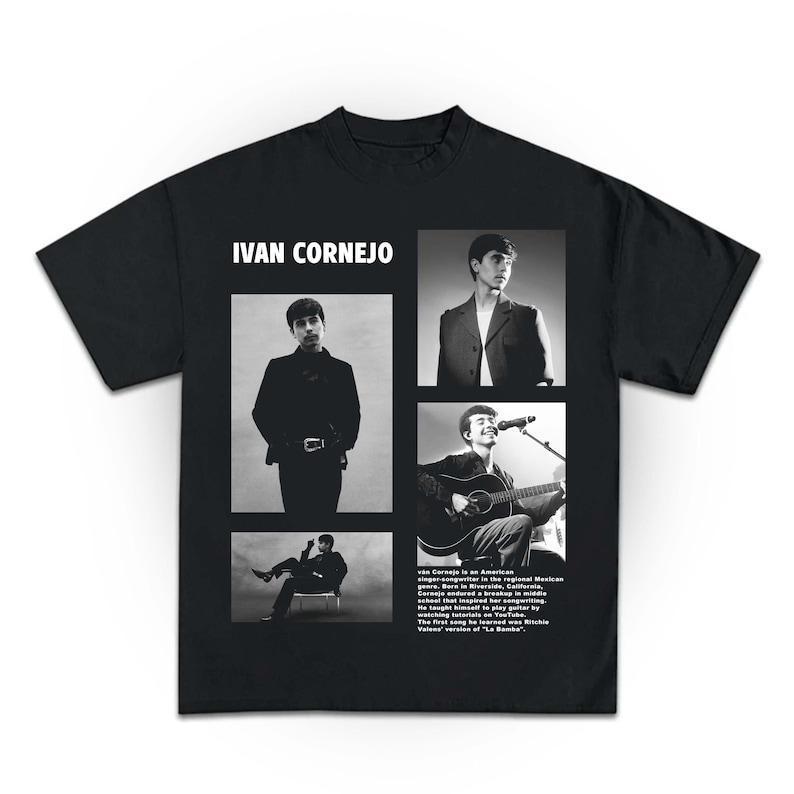 IVAN CORNEJO
ván Cornejo is an American
singer-songwriter in the regional Mexican
genre. Born in Riverside, California,
Cornejo endured a breakup in middle
school that inspired her songwriting.
He taught himself to play guitar by
watching tutorials on YouTube.
The first song he learned was Ritchie
Valens' version of "La Bamba".